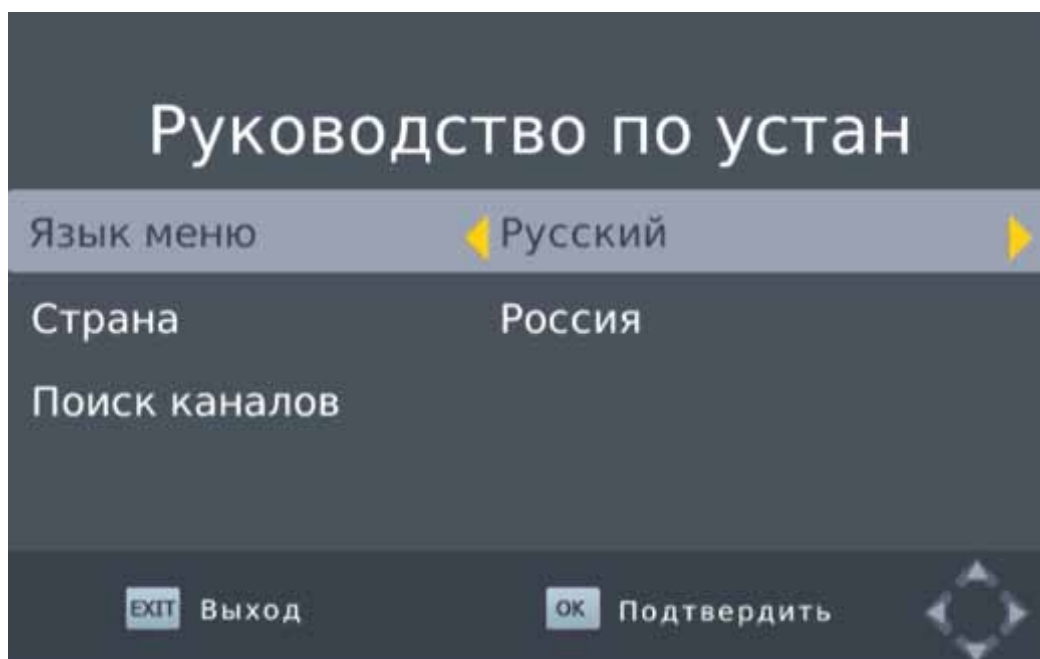 Руководство по устан
Язык меню Русский
Страна Россия
Поиск каналов
EXIT Выход OK Подтвердить